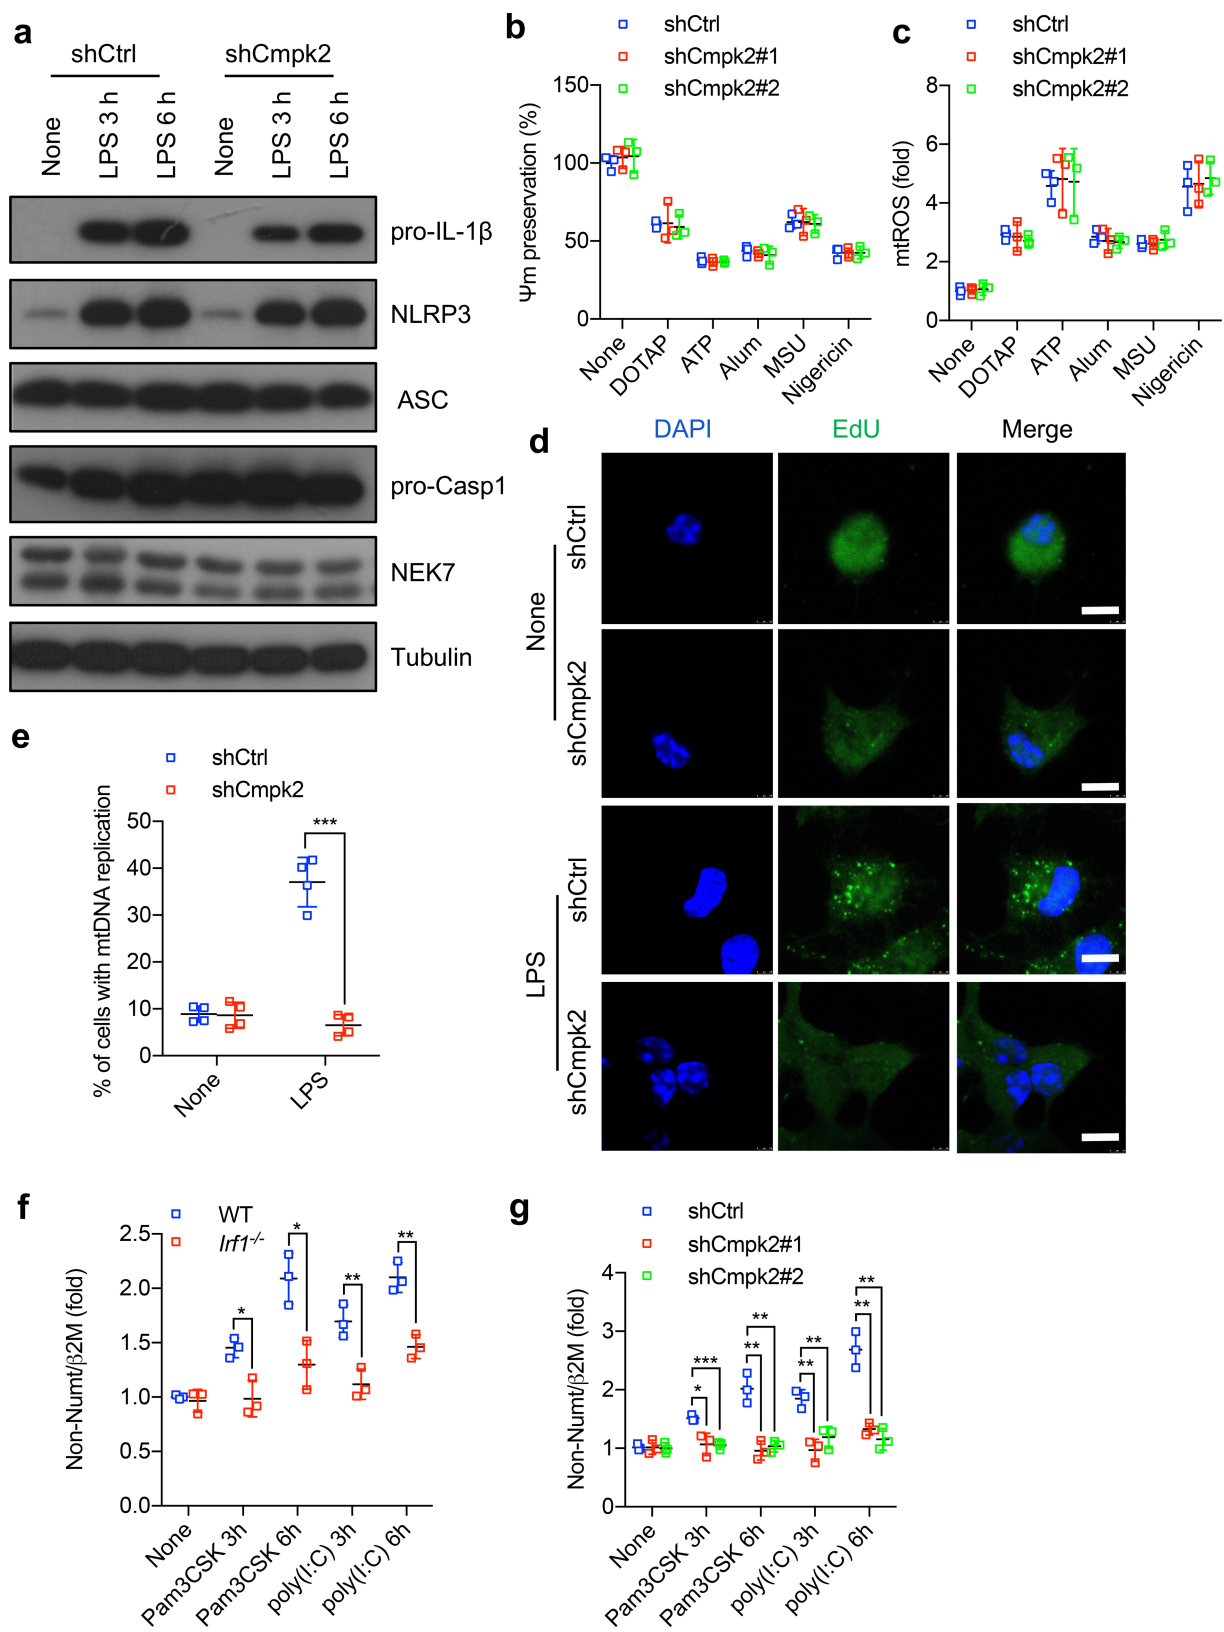 a
shCtrl shCmpk2
None
LPS 3 h
LPS 6 h
None
LPS 3 h
LPS 6 h
pro-IL-1β
NLRP3
ASC
pro-Casp1
NEK7
Tubulin
b
shCtrl
shCmpk2#1
shCmpk2#2
Ψm preservation (%)
150
100
50
0
None
DOTAP
ATP
Alum
MSU
Nigericin
c
shCtrl
shCmpk2#1
shCmpk2#2
mtROS (fold)
8
6
4
2
0
None
DOTAP
ATP
Alum
MSU
Nigericin
d
DAPI EdU Merge
None
shCtrl
shCmpk2
LPS
shCtrl
shCmpk2
e
shCtrl
shCmpk2
% of cells with mtDNA replication
50
40
30
20
10
0
***
None
LPS
f
WT
Irf1-/-
Non-Numt/β2M (fold)
2.5
2.0
1.5
1.0
0.5
0.0
* * ** **
None
Pam3CSK 3h
Pam3CSK 6h
poly(I:C) 3h
poly(I:C) 6h
g
shCtrl
shCmpk2#1
shCmpk2#2
Non-Numt/β2M (fold)
4
3
2
1
0
*** ** ** **
* ** ** **
None
Pam3CSK 3h
Pam3CSK 6h
poly(I:C) 3h
poly(I:C) 6h